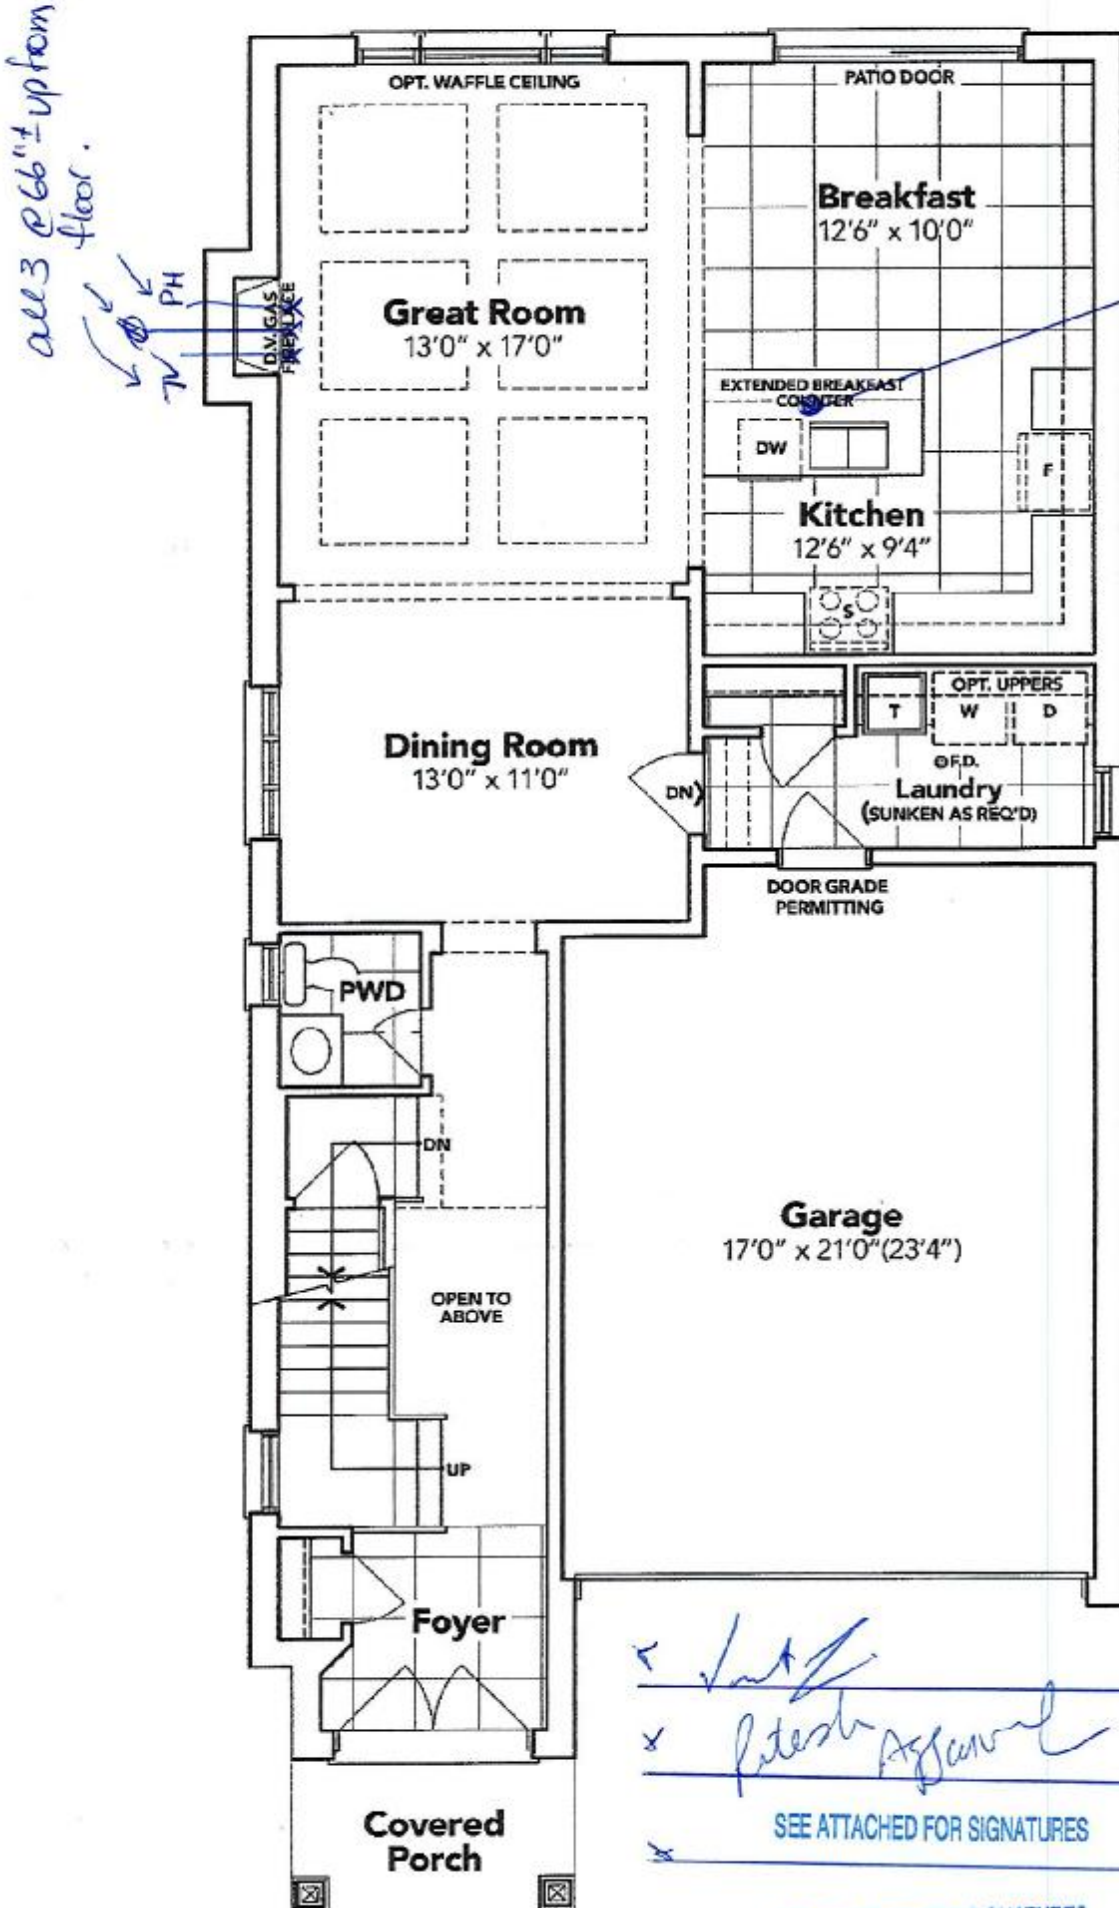 all 3 @ 66"± up from
floor.
PH
TV
OPT. WAFFLE CEILING
PATIO DOOR
Breakfast
12'6" x 10'0"
D.V. GAS
FIREPLACE
Great Room
13'0" x 17'0"
EXTENDED BREAKFAST
COUNTER
DW
F
Kitchen
12'6" x 9'4"
S
OPT. UPPERS
T
W
D
F.D.
Dining Room
13'0" x 11'0"
DN
Laundry
(SUNKEN AS REQ'D)
DOOR GRADE
PERMITTING
PWD
DN
Garage
17'0" x 21'0"(23'4")
OPEN TO
ABOVE
UP
Foyer
x
x Ritesh Aggarwal
SEE ATTACHED FOR SIGNATURES
x
Covered
Porch